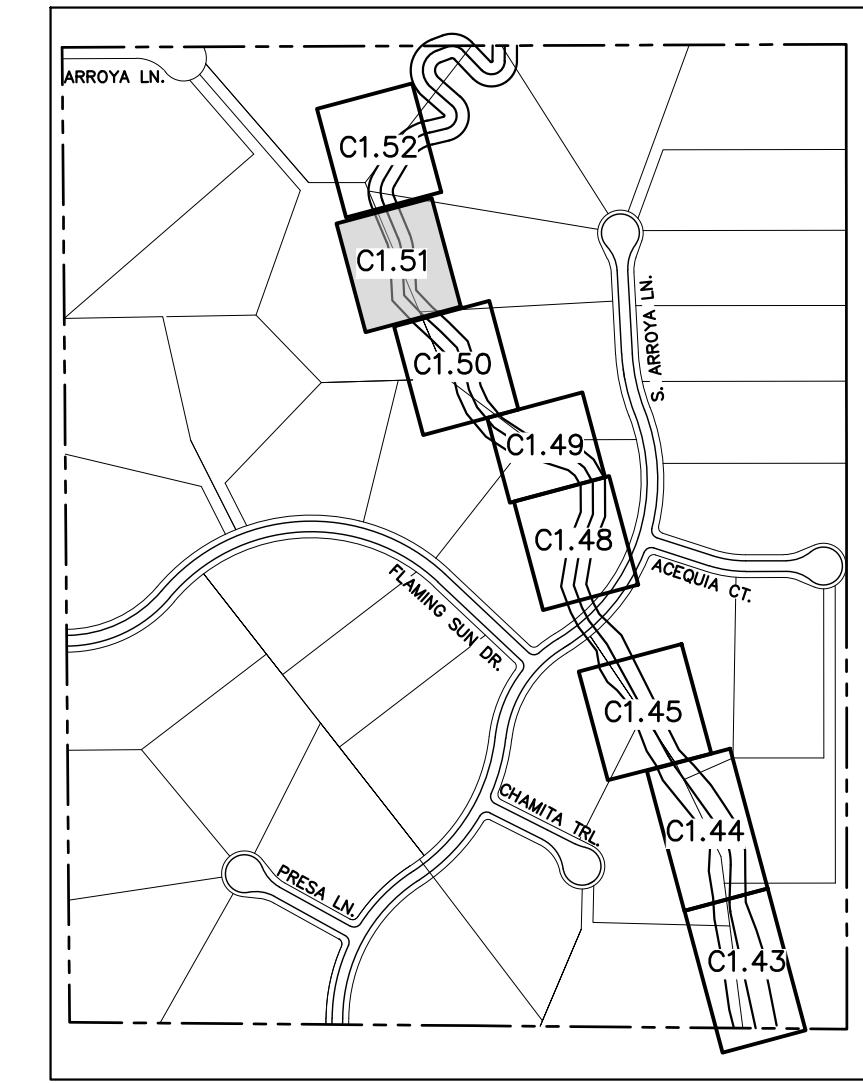 ARROYA LN.
C1.52
C1.51
S. ARROYA LN.
C1.50
C1.49
C1.48
ACEQUIA CT.
FLAMING SUN DR.
C1.45
CHAMITA TRL.
C1.44
PRESA LN.
C1.43